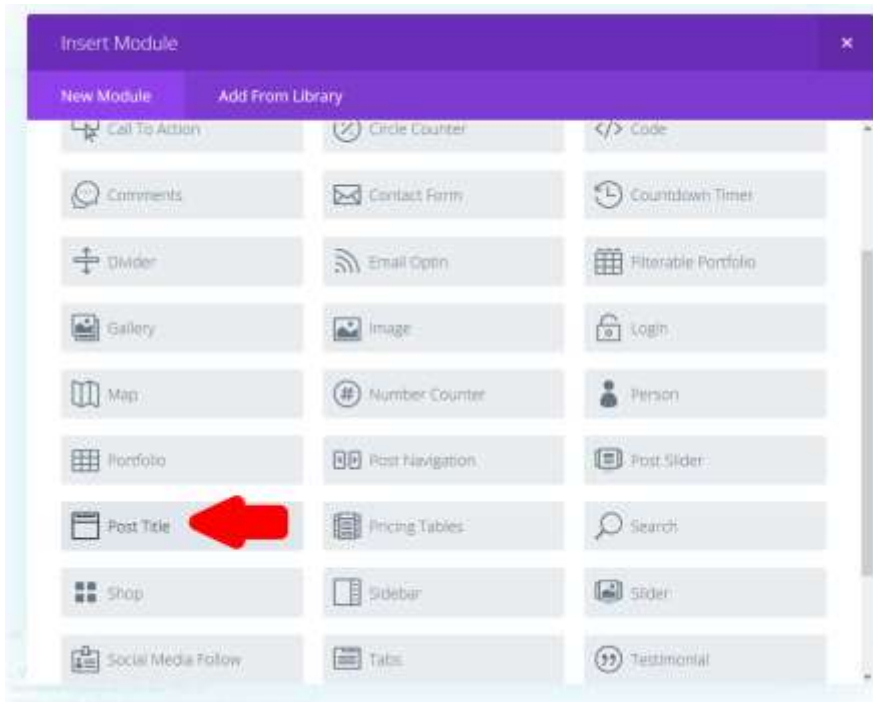 Insert Module
×
New Module Add From Library
Call To Action Circle Counter </> Code
Comments Contact Form Countdown Timer
Divider Email Optin Filterable Portfolio
Gallery Image Login
Map # Number Counter Person
Portfolio Post Navigation Post Slider
Post Title Pricing Tables Search
Shop Sidebar Slider
Social Media Follow Tabs Testimonial